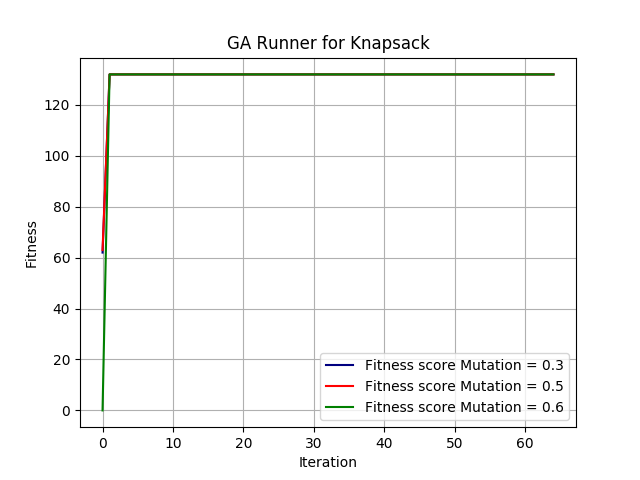 GA Runner for Knapsack
120
100
80
60
40
20
0
Fitness
Fitness score Mutation = 0.3
Fitness score Mutation = 0.5
Fitness score Mutation = 0.6
0 10 20 30 40 50 60
Iteration